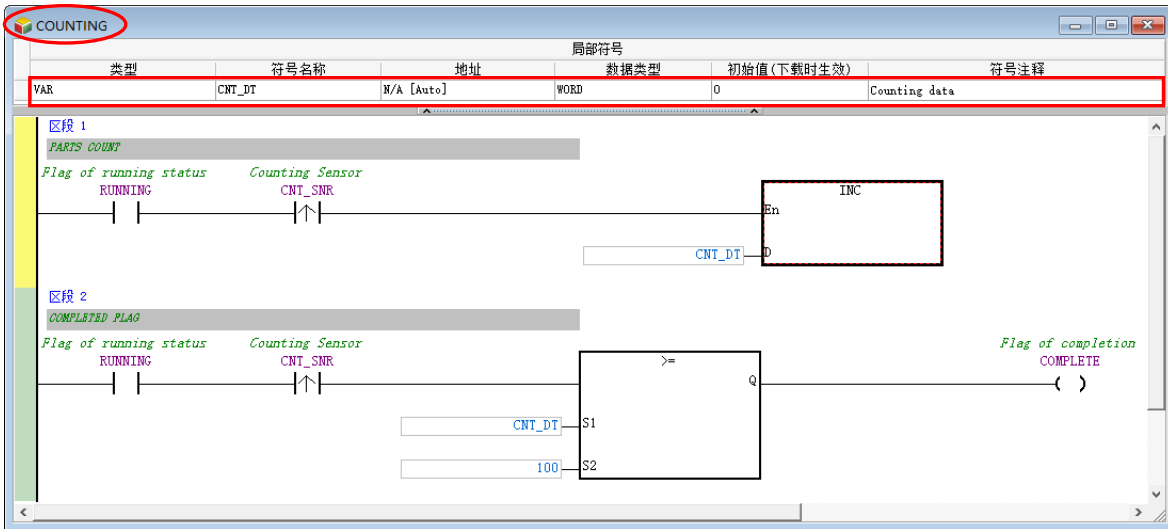 COUNTING
局部符号
类型 符号名称 地址 数据类型 初始值(下载时生效) 符号注释
VAR CNT_DT N/A [Auto] WORD 0 Counting data
区段 1
PARTS COUNT
Flag of running status Counting Sensor
RUNNING CNT_SNR INC
En
CNT_DT D
区段 2
COMPLETED FLAG
Flag of running status Counting Sensor Flag of completion
RUNNING CNT_SNR >= COMPLETE
Q
CNT_DT S1
100 S2